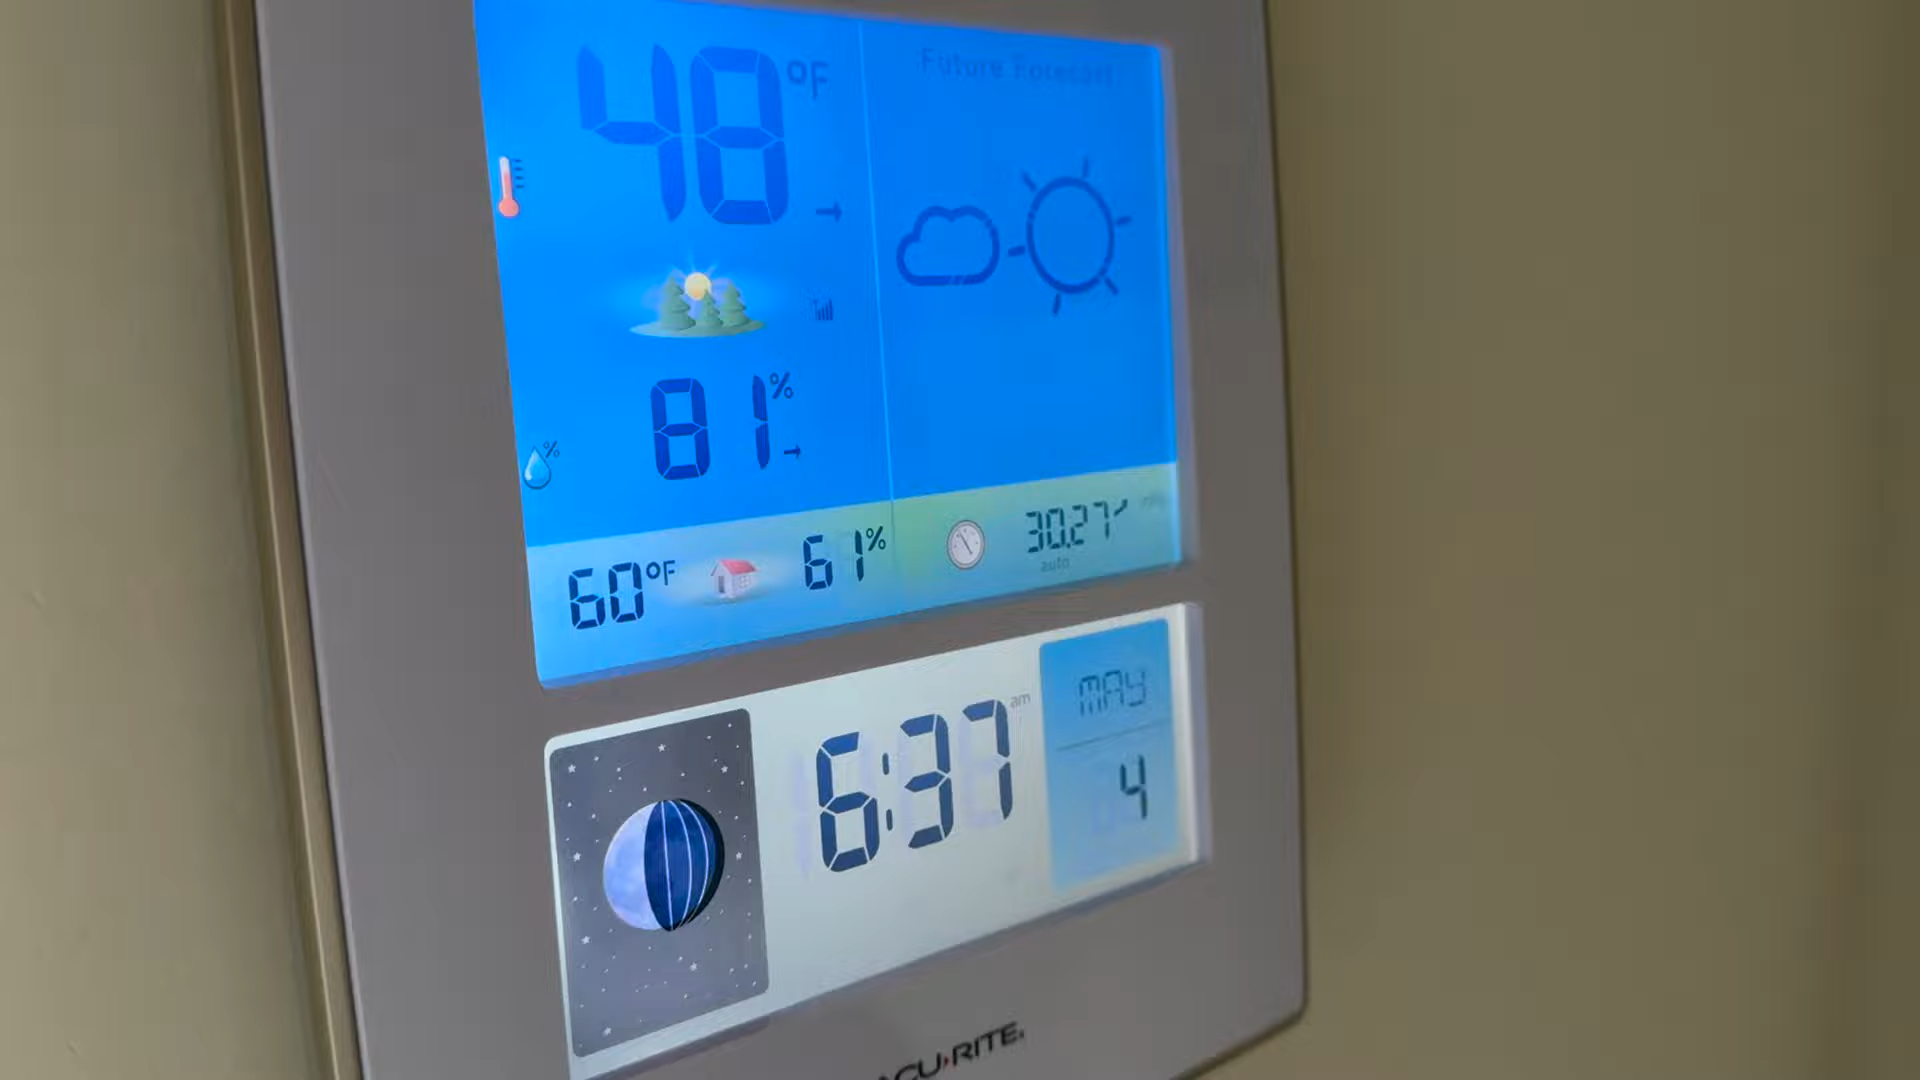 48°F
Future Forecast
81%
%
60°F
61%
30.27
auto
6:37 am
MAY
4
ACU›RITE.